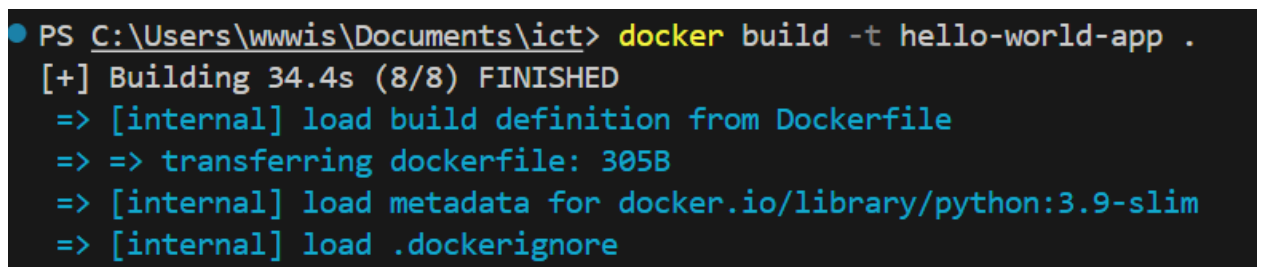 PS C:\Users\wwwis\Documents\ict> docker build -t hello-world-app .
[+] Building 34.4s (8/8) FINISHED
=> [internal] load build definition from Dockerfile
=> => transferring dockerfile: 305B
=> [internal] load metadata for docker.io/library/python:3.9-slim
=> [internal] load .dockerignore